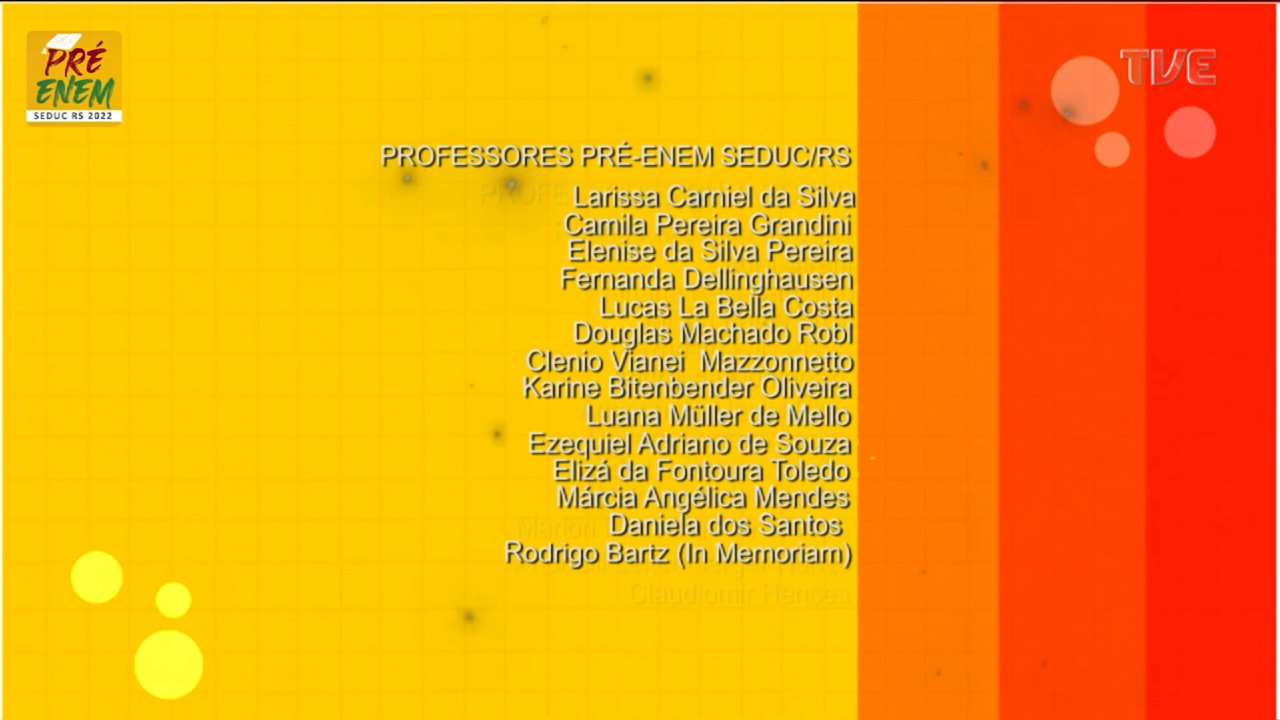 PRÉ
ENEM
SEDUC RS 2022
TVE
PROFESSORES PRÉ-ENEM SEDUC/RS
Larissa Carniel da Silva
Camila Pereira Grandini
Elenise da Silva Pereira
Fernanda Dellinghausen
Lucas La Bella Costa
Douglas Machado Robl
Clenio Vianei Mazzonnetto
Karine Bitenbender Oliveira
Luana Müller de Mello
Ezequiel Adriano de Souza
Elizá da Fontoura Toledo
Márcia Angélica Mendes
Daniela dos Santos
Rodrigo Bartz (In Memoriam)
Claudiomir Hences